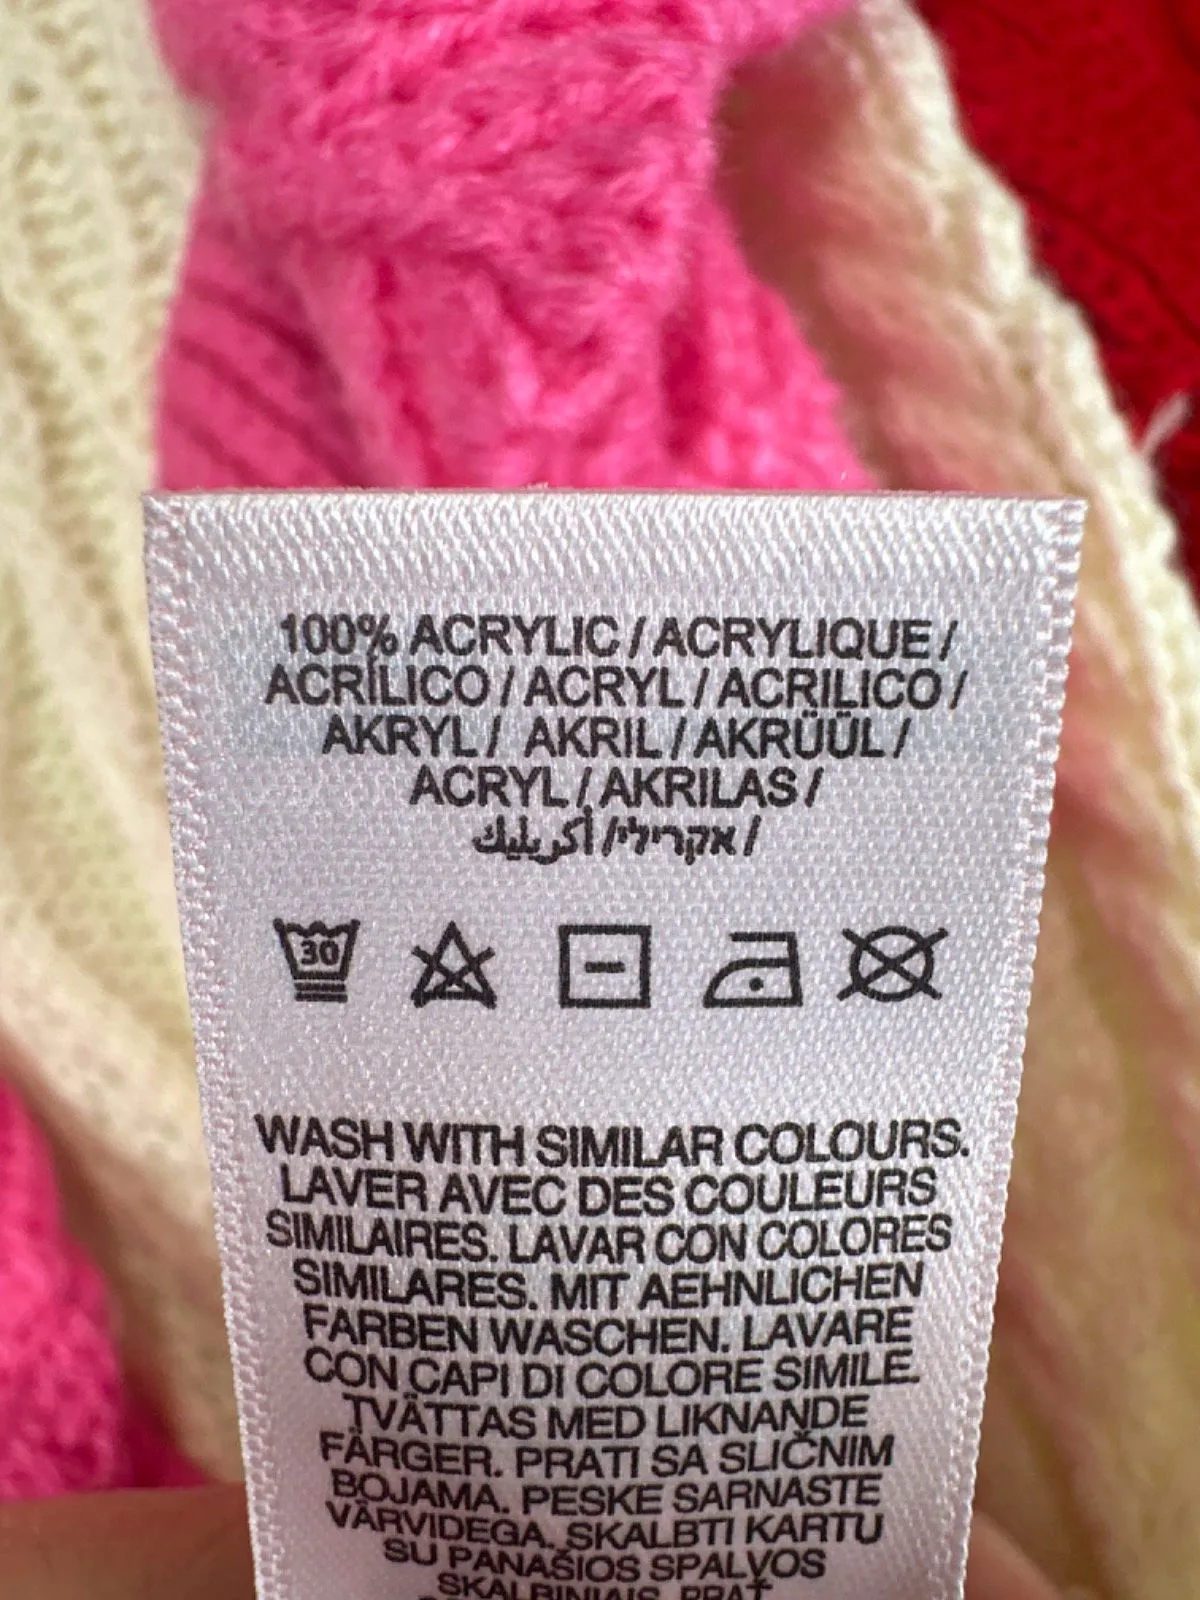 100% ACRYLIC / ACRYLIQUE /
ACRÍLICO / ACRYL / ACRILICO /
AKRYL / AKRIL / AKRÜÜL /
ACRYL / AKRILAS /
/ אקרילי/ أكريليك
30
WASH WITH SIMILAR COLOURS.
LAVER AVEC DES COULEURS
SIMILAIRES. LAVAR CON COLORES
SIMILARES. MIT AEHNLICHEN
FARBEN WASCHEN. LAVARE
CON CAPI DI COLORE SIMILE.
TVÄTTAS MED LIKNANDE
FÄRGER. PRATI SA SLIČNIM
BOJAMA. PESKE SARNASTE
VÄRVIDEGA. SKALBTI KARTU
SU PANAŠIOS SPALVOS
SKALBINIAIS.